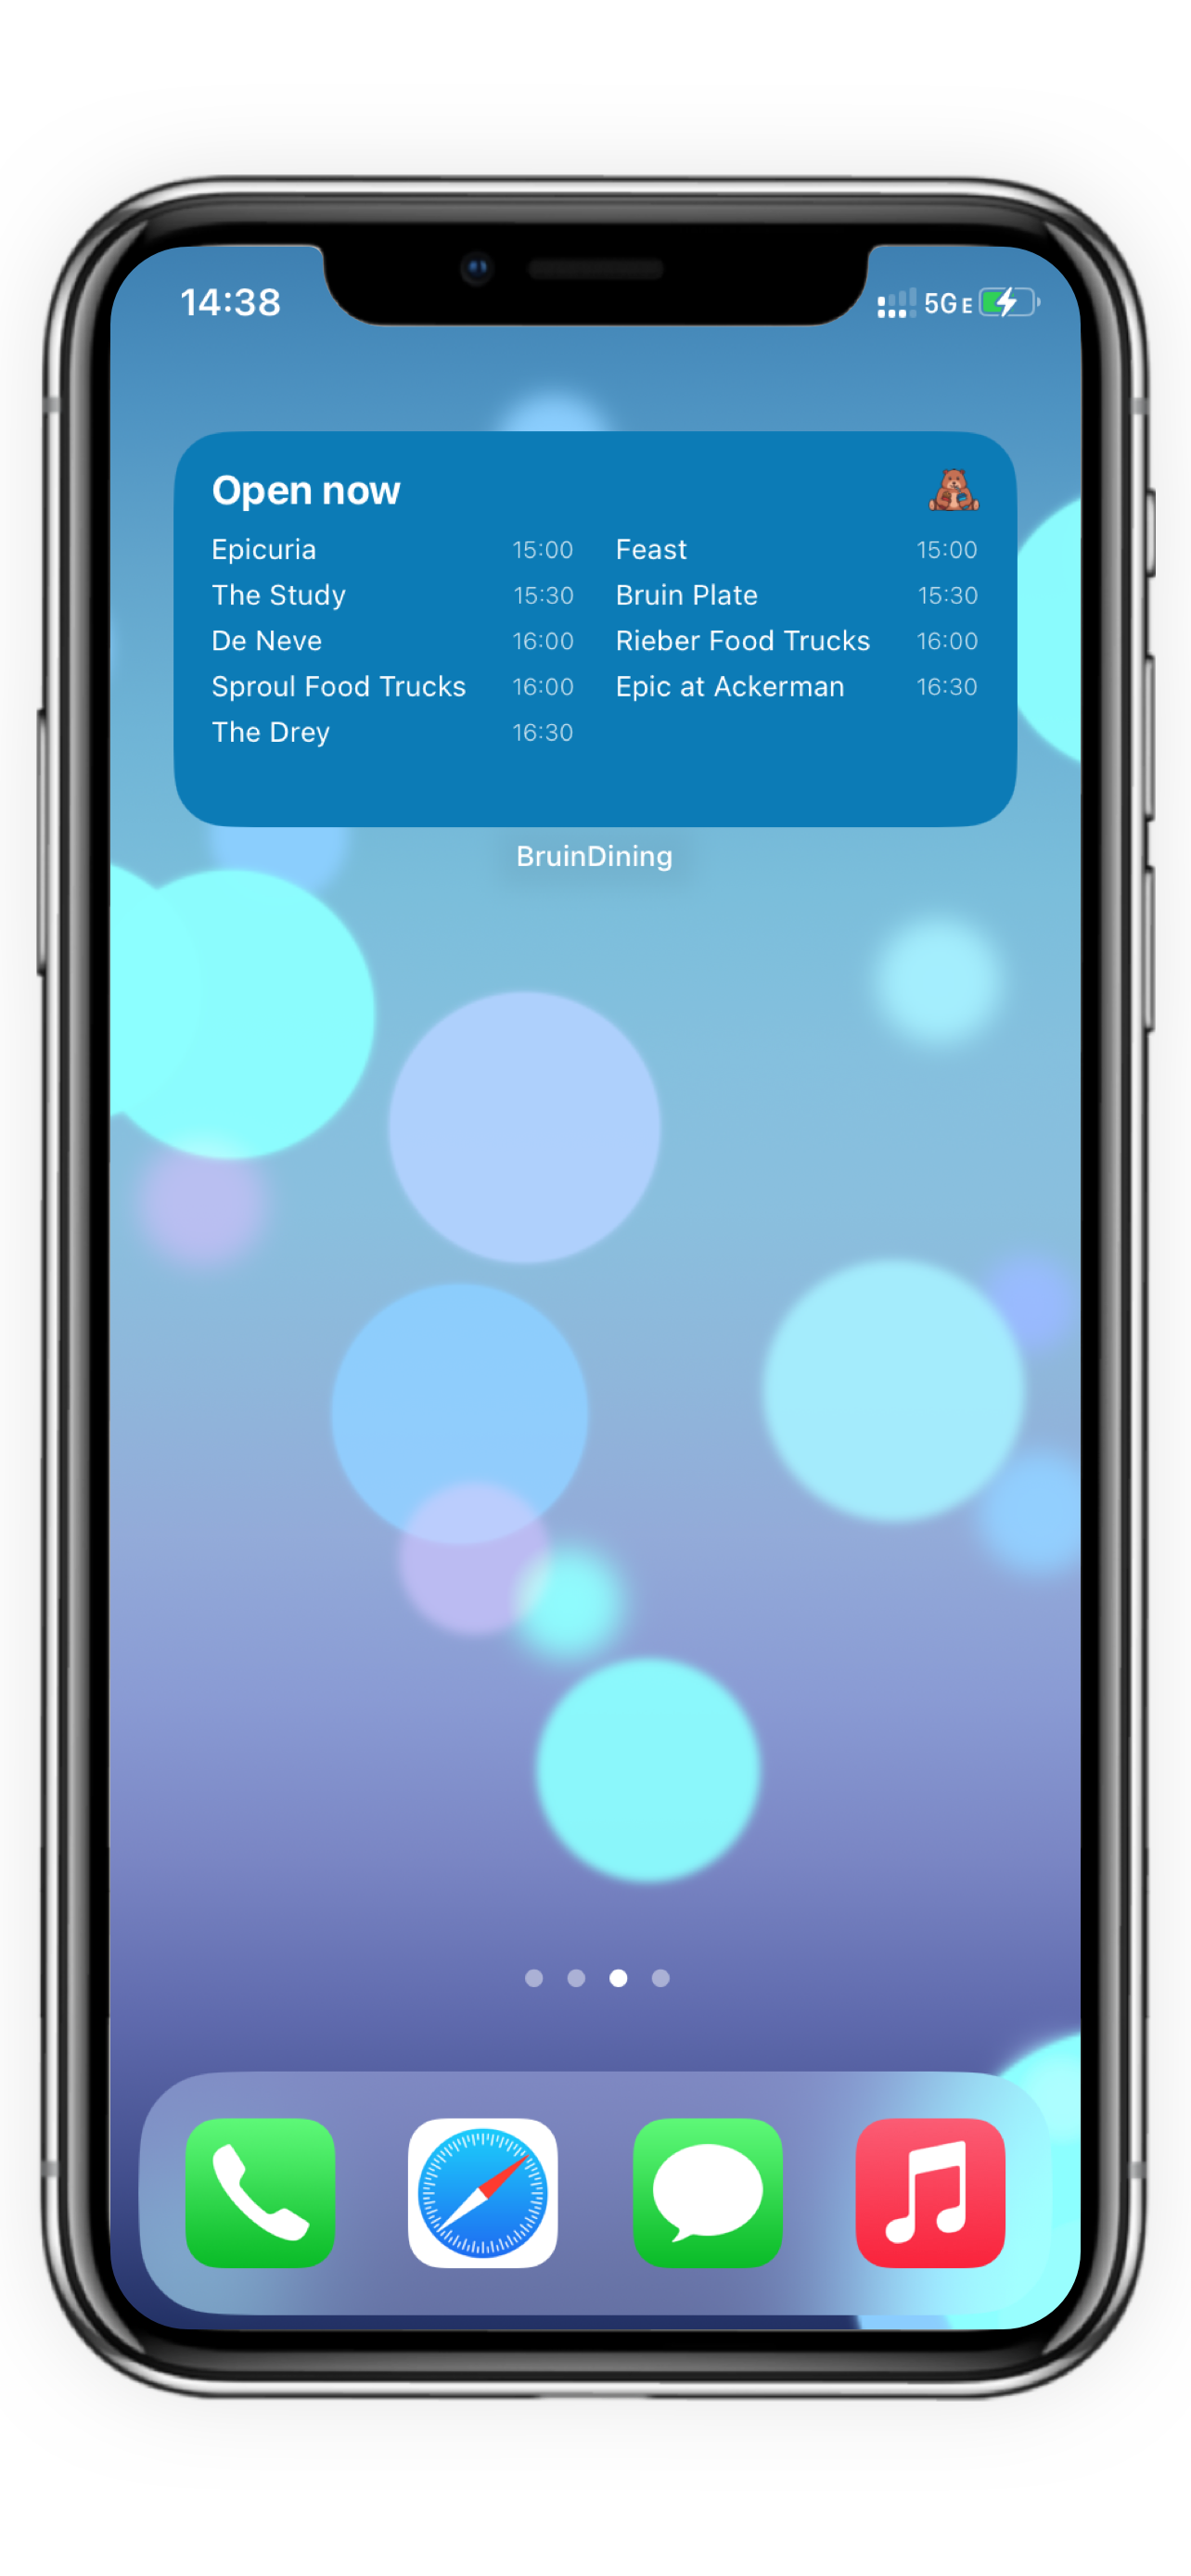 14:38 5G E
Open now
Epicuria 15:00 Feast 15:00
The Study 15:30 Bruin Plate 15:30
De Neve 16:00 Rieber Food Trucks 16:00
Sproul Food Trucks 16:00 Epic at Ackerman 16:30
The Drey 16:30
BruinDining